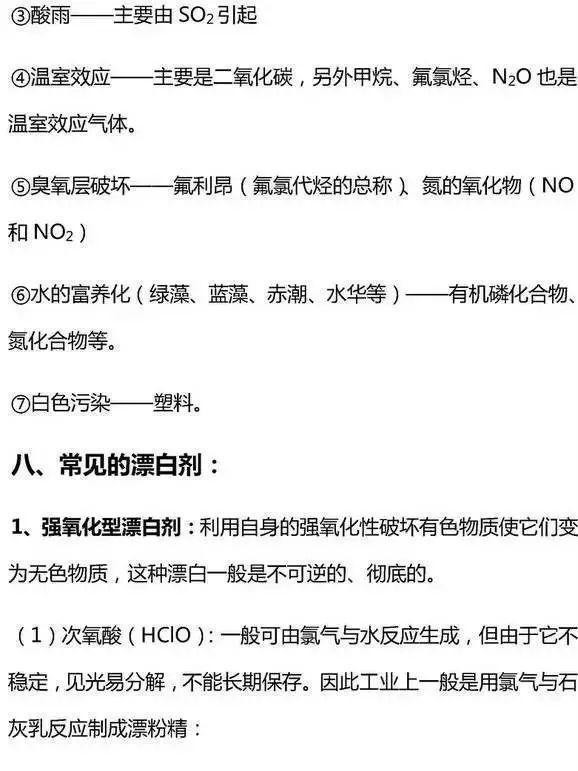 ③酸雨——主要由 SO₂引起
④温室效应——主要是二氧化碳，另外甲烷、氟氯烃、N₂O 也是
温室效应气体。
⑤臭氧层破坏——氟利昂（氟氯代烃的总称）、氮的氧化物（NO
和 NO₂）
⑥水的富养化（绿藻、蓝藻、赤潮、水华等）——有机磷化合物、
氮化合物等。
⑦白色污染——塑料。
八、常见的漂白剂：
1、强氧化型漂白剂：利用自身的强氧化性破坏有色物质使它们变
为无色物质，这种漂白一般是不可逆的、彻底的。
（1）次氧酸（HClO）：一般可由氯气与水反应生成，但由于它不
稳定，见光易分解，不能长期保存。因此工业上一般是用氯气与石
灰乳反应制成漂粉精：